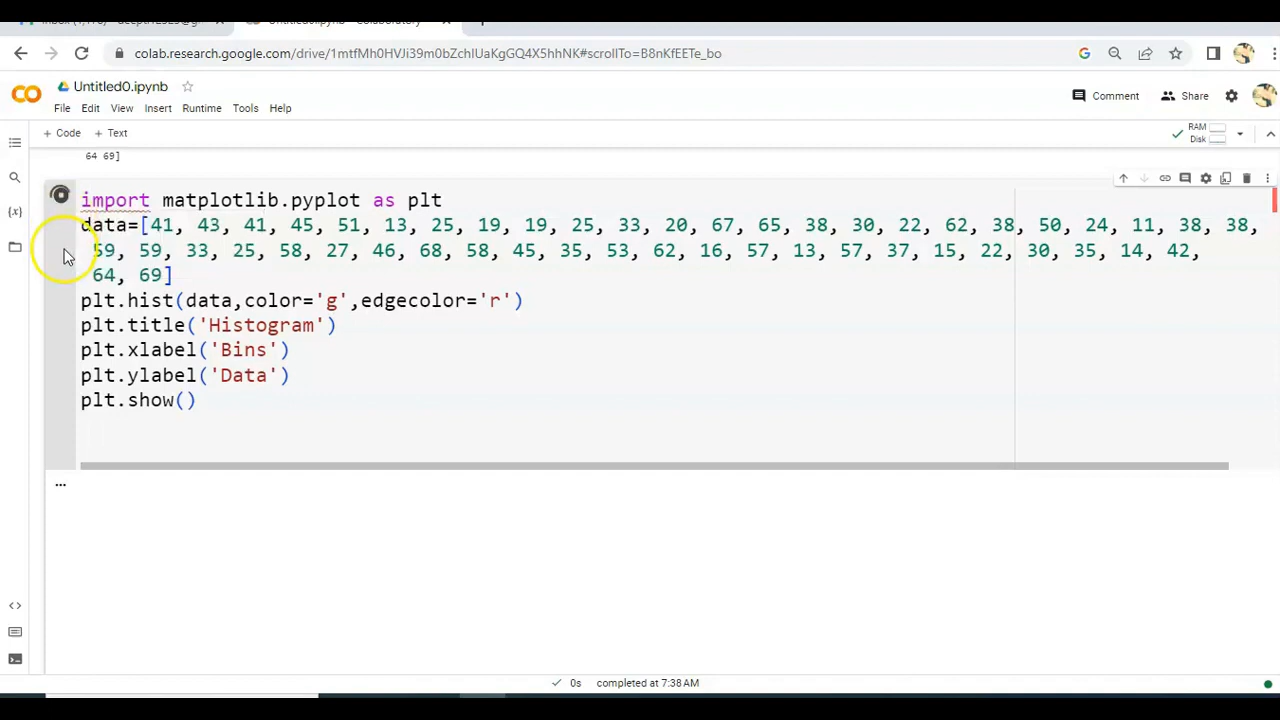 colab.research.google.com/drive/1mtfMh0HVJi39m0bZchIUaKgGQ4X5hhNK#scrollTo=B8nKfEETe_bo
Untitled0.ipynb
File Edit View Insert Runtime Tools Help
Comment Share
+ Code + Text
RAM
Disk
64 69]
import matplotlib.pyplot as plt
data=[41, 43, 41, 45, 51, 13, 25, 19, 19, 25, 33, 20, 67, 65, 38, 30, 22, 62, 38, 50, 24, 11, 38, 38,
59, 59, 33, 25, 58, 27, 46, 68, 58, 45, 35, 53, 62, 16, 57, 13, 57, 37, 15, 22, 30, 35, 14, 42,
64, 69]
plt.hist(data,color='g',edgecolor='r')
plt.title('Histogram')
plt.xlabel('Bins')
plt.ylabel('Data')
plt.show()
...
0s completed at 7:38 AM